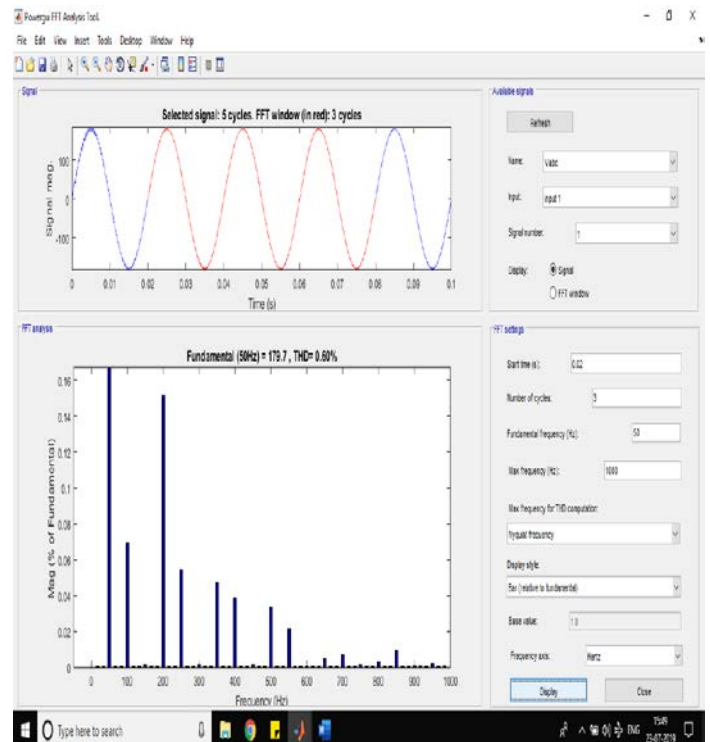 Powergui FFT Analysis Tool.
File Edit View Insert Tools Desktop Window Help
Signal
Selected signal: 5 cycles. FFT window (in red): 3 cycles
Signal mag.
100
0
-100
0 0.01 0.02 0.03 0.04 0.05 0.06 0.07 0.08 0.09 0.1
Time (s)
FFT analysis
Fundamental (50Hz) = 179.7 , THD= 0.60%
Mag (% of Fundamental)
0.16
0.14
0.12
0.1
0.08
0.06
0.04
0.02
0
0 100 200 300 400 500 600 700 800 900 1000
Frequency (Hz)
Available signals
Refresh
Name: Vabc
Input: input 1
Signal number: 1
Display: Signal
FFT window
FFT settings
Start time (s): 0.02
Number of cycles: 3
Fundamental frequency (Hz): 50
Max frequency (Hz): 1000
Max frequency for THD computation:
Nyquist frequency
Display style:
Bar (relative to fundamental)
Base value: 1.0
Frequency axis: Hertz
Display Close
Type here to search
ENG
15:49
23-07-2019